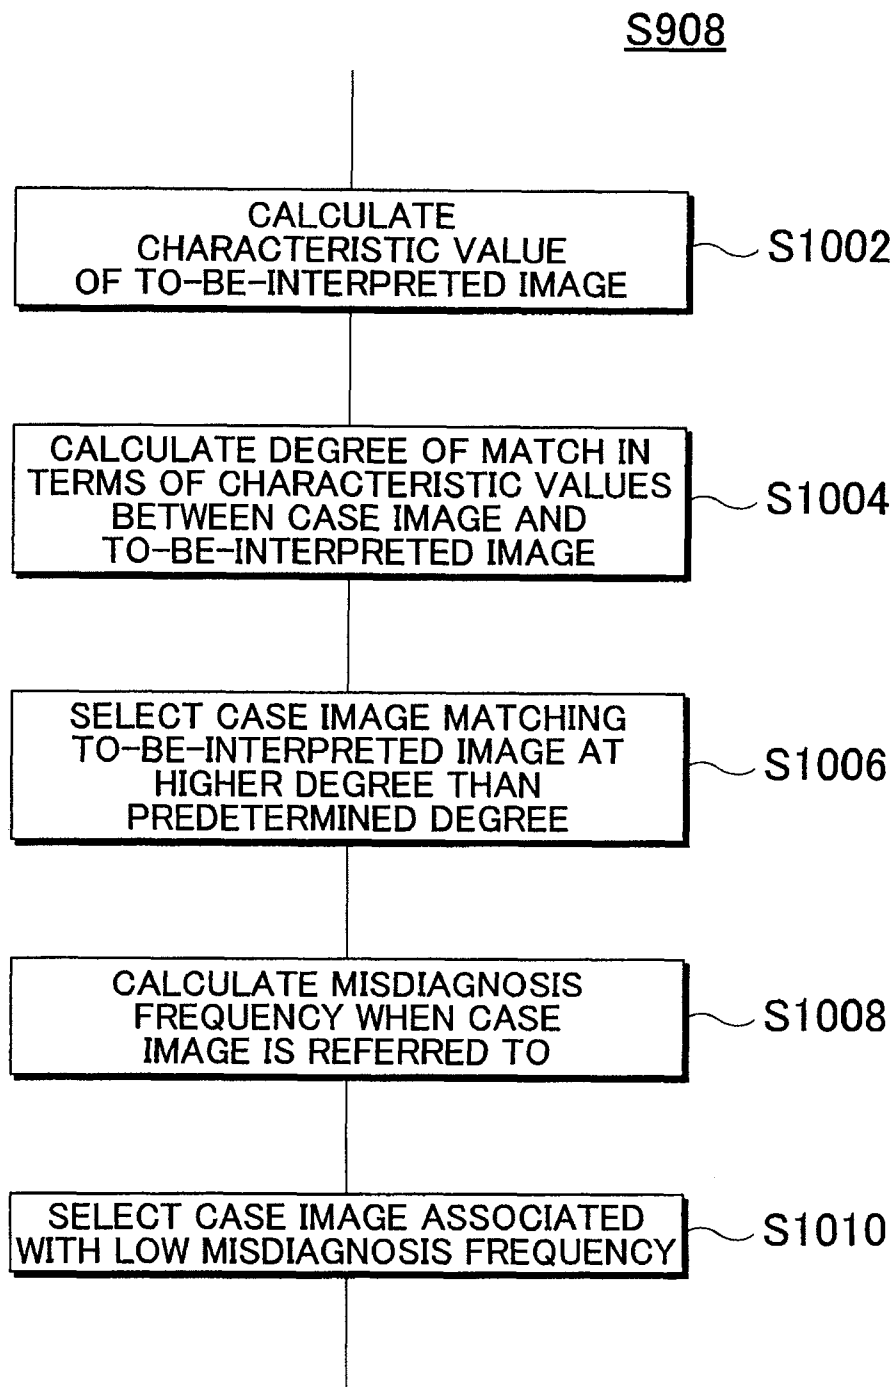 S908
CALCULATE
CHARACTERISTIC VALUE
OF TO-BE-INTERPRETED IMAGE
S1002
CALCULATE DEGREE OF MATCH IN
TERMS OF CHARACTERISTIC VALUES
BETWEEN CASE IMAGE AND
TO-BE-INTERPRETED IMAGE
S1004
SELECT CASE IMAGE MATCHING
TO-BE-INTERPRETED IMAGE AT
HIGHER DEGREE THAN
PREDETERMINED DEGREE
S1006
CALCULATE MISDIAGNOSIS
FREQUENCY WHEN CASE
IMAGE IS REFERRED TO
S1008
SELECT CASE IMAGE ASSOCIATED
WITH LOW MISDIAGNOSIS FREQUENCY
S1010